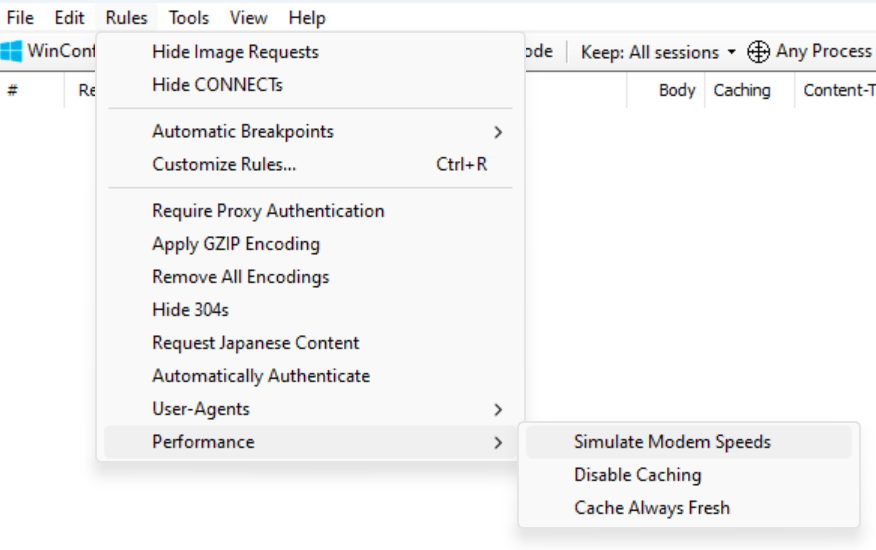 File Edit Rules Tools View Help
WinConf ode Keep: All sessions Any Process
# Re Body Caching Content-T
Hide Image Requests
Hide CONNECTs
Automatic Breakpoints
Customize Rules... Ctrl+R
Require Proxy Authentication
Apply GZIP Encoding
Remove All Encodings
Hide 304s
Request Japanese Content
Automatically Authenticate
User-Agents
Performance
Simulate Modem Speeds
Disable Caching
Cache Always Fresh